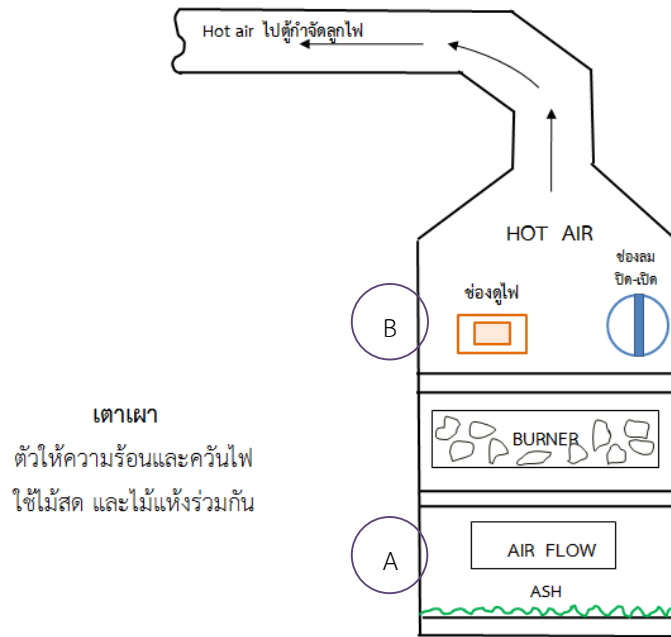 Hot air ไปตู้กำจัดลูกไฟ
HOT AIR
ช่องลม
ปิด-เปิด
ช่องดูไฟ
B
เตาเผา
ตัวให้ความร้อนและควันไฟ
ใช้ไม้สด และไม้แห้งร่วมกัน
BURNER
A
AIR FLOW
ASH